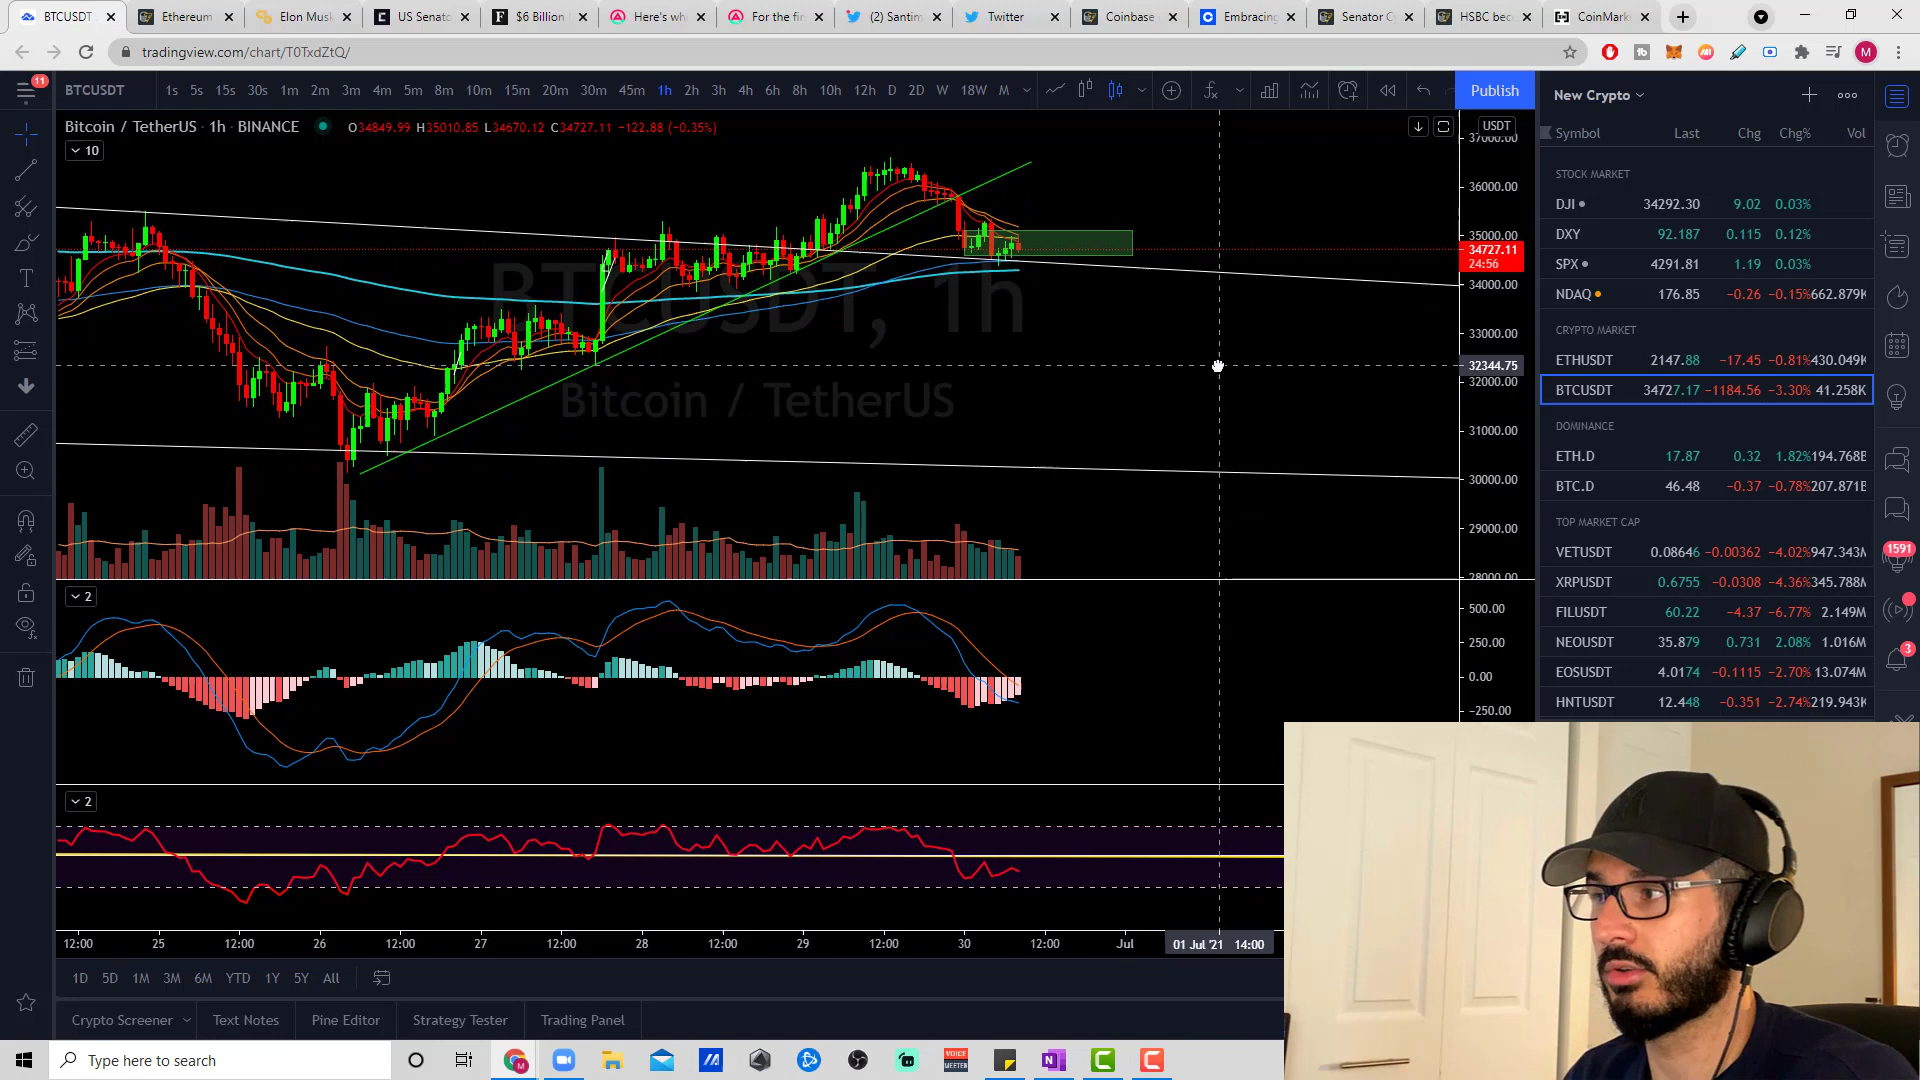 BTCUSDT
Ethereum
Elon Musk
US Senato
$6 Billion
Here's wha
For the fir
(2) Santim
Twitter
Coinbase
Embracing
Senator C
HSBC bec
CoinMark
tradingview.com/chart/T0TxdZtQ/
M
11
BTCUSDT 1s 5s 15s 30s 1m 2m 3m 4m 5m 8m 10m 15m 20m 30m 45m 1h 2h 3h 4h 6h 8h 10h 12h D 2D W 18W M
Publish
New Crypto
Bitcoin / TetherUS · 1h · BINANCE O34849.99 H35010.85 L34670.12 C34727.11 −122.88 (−0.35%)
10
USDT
Symbol Last Chg Chg% Vol
STOCK MARKET
DJI 34292.30 9.02 0.03%
DXY 92.187 0.115 0.12%
SPX 4291.81 1.19 0.03%
NDAQ 176.85 −0.26 −0.15% 662.879K
CRYPTO MARKET
ETHUSDT 2147.88 −17.45 −0.81% 430.049K
BTCUSDT 34727.17 −1184.56 −3.30% 41.258K
DOMINANCE
ETH.D 17.87 0.32 1.82% 194.768B
BTC.D 46.48 −0.37 −0.78% 207.871B
TOP MARKET CAP
VETUSDT 0.08646 −0.00362 −4.02% 947.343M
XRPUSDT 0.6755 −0.0308 −4.36% 345.788M
FILUSDT 60.22 −4.37 −6.77% 2.149M
NEOUSDT 35.879 0.731 2.08% 1.016M
EOSUSDT 4.0174 −0.1115 −2.70% 13.074M
HNTUSDT 12.448 −0.351 −2.74% 219.943K
1591
3
37000.00
36000.00
35000.00
34727.11
24:56
34000.00
33000.00
32344.75
32000.00
31000.00
30000.00
29000.00
28000.00
BTCUSDT, 1h
Bitcoin / TetherUS
2
500.00
250.00
0.00
−250.00
2
12:00 25 12:00 26 12:00 27 12:00 28 12:00 29 12:00 30 12:00 Jul 01 Jul '21 14:00
1D 5D 1M 3M 6M YTD 1Y 5Y All
Crypto Screener Text Notes Pine Editor Strategy Tester Trading Panel
Type here to search
VOICE
MEETER